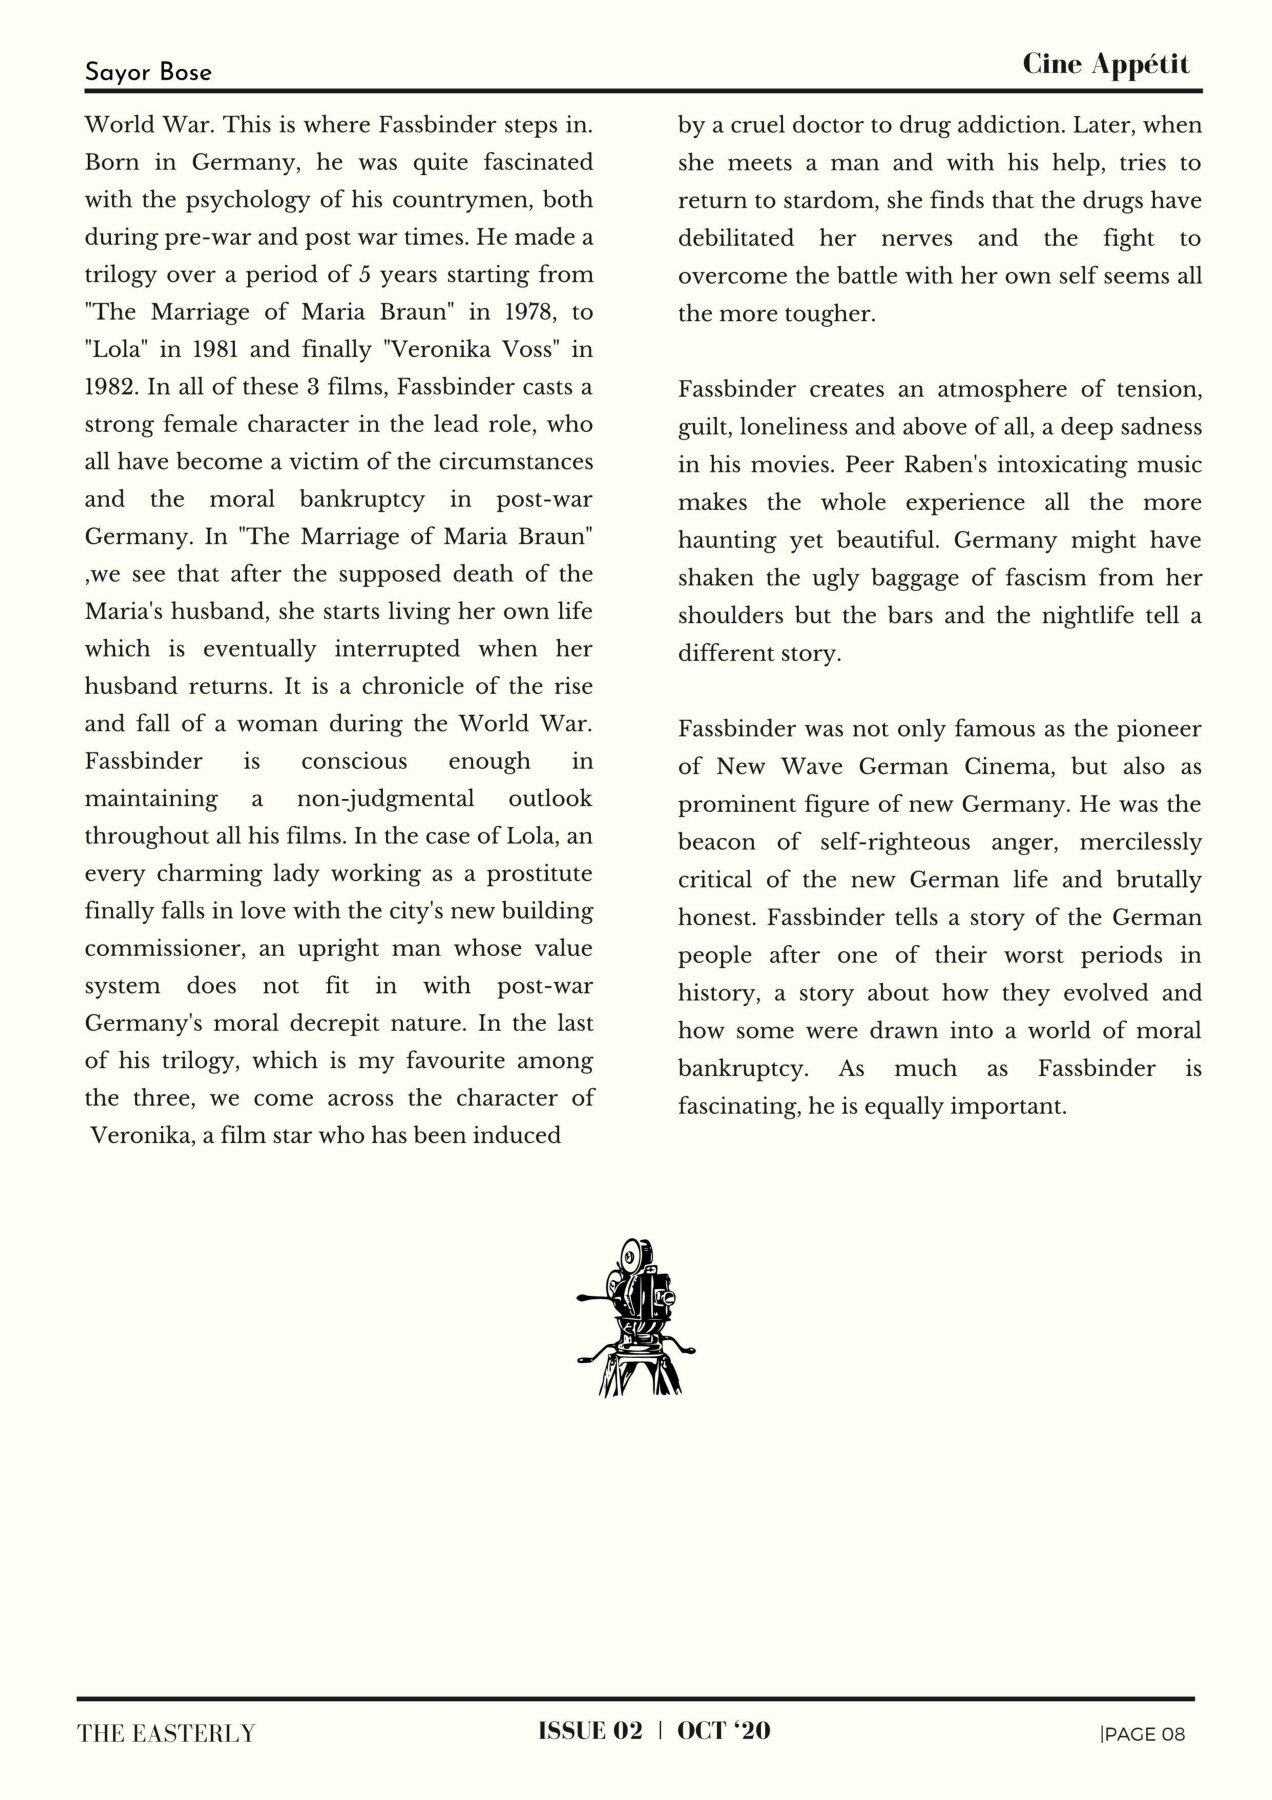 Sayor Bose
Cine Appétit
World War. This is where Fassbinder steps in.
Born in Germany, he was quite fascinated
with the psychology of his countrymen, both
during pre-war and post war times. He made a
trilogy over a period of 5 years starting from
"The Marriage of Maria Braun" in 1978, to
"Lola" in 1981 and finally "Veronika Voss" in
1982. In all of these 3 films, Fassbinder casts a
strong female character in the lead role, who
all have become a victim of the circumstances
and the moral bankruptcy in post-war
Germany. In "The Marriage of Maria Braun"
,we see that after the supposed death of the
Maria's husband, she starts living her own life
which is eventually interrupted when her
husband returns. It is a chronicle of the rise
and fall of a woman during the World War.
Fassbinder is conscious enough in
maintaining a non-judgmental outlook
throughout all his films. In the case of Lola, an
every charming lady working as a prostitute
finally falls in love with the city's new building
commissioner, an upright man whose value
system does not fit in with post-war
Germany's moral decrepit nature. In the last
of his trilogy, which is my favourite among
the three, we come across the character of
Veronika, a film star who has been induced
by a cruel doctor to drug addiction. Later, when
she meets a man and with his help, tries to
return to stardom, she finds that the drugs have
debilitated her nerves and the fight to
overcome the battle with her own self seems all
the more tougher.
Fassbinder creates an atmosphere of tension,
guilt, loneliness and above of all, a deep sadness
in his movies. Peer Raben's intoxicating music
makes the whole experience all the more
haunting yet beautiful. Germany might have
shaken the ugly baggage of fascism from her
shoulders but the bars and the nightlife tell a
different story.
Fassbinder was not only famous as the pioneer
of New Wave German Cinema, but also as
prominent figure of new Germany. He was the
beacon of self-righteous anger, mercilessly
critical of the new German life and brutally
honest. Fassbinder tells a story of the German
people after one of their worst periods in
history, a story about how they evolved and
how some were drawn into a world of moral
bankruptcy. As much as Fassbinder is
fascinating, he is equally important.
THE EASTERLY
ISSUE 02 | OCT ‘20
|PAGE 08